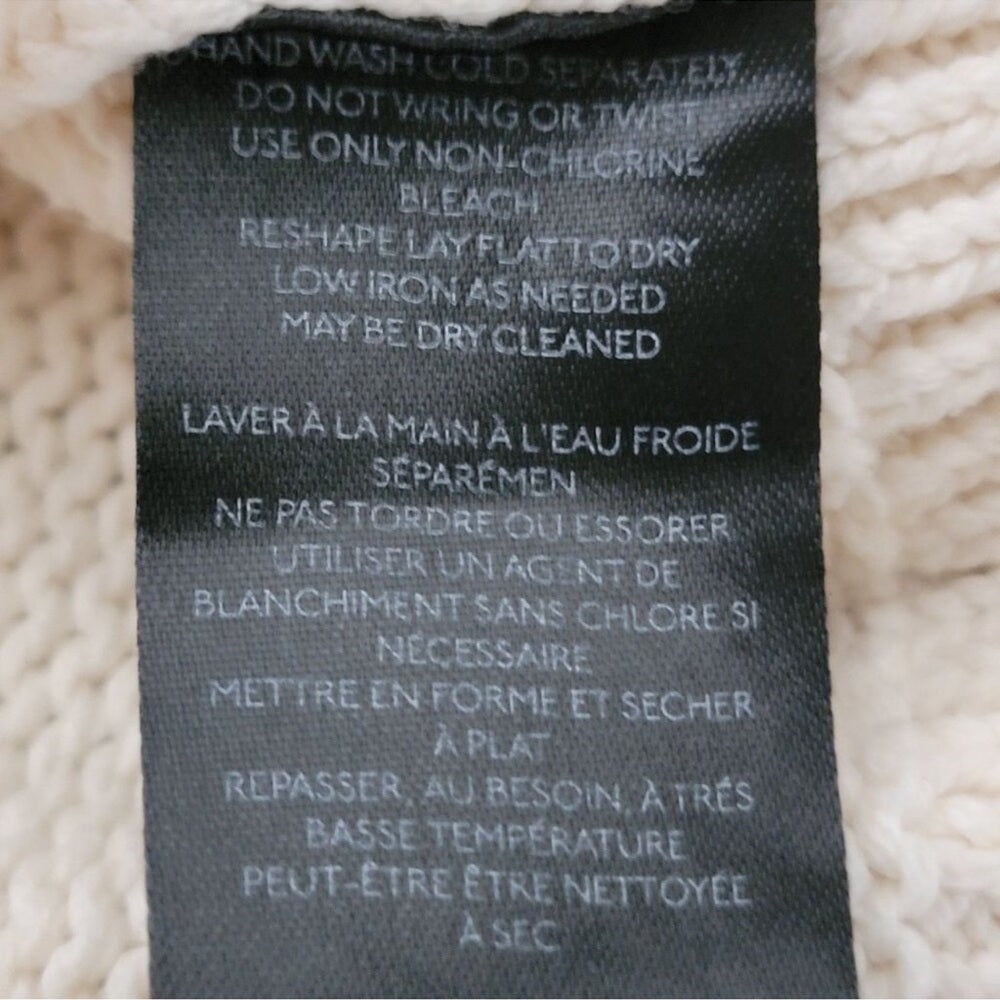 HAND WASH COLD SEPARATELY
DO NOT WRING OR TWIST
USE ONLY NON-CHLORINE
BLEACH
RESHAPE LAY FLAT TO DRY
LOW IRON AS NEEDED
MAY BE DRY CLEANED
LAVER À LA MAIN À L'EAU FROIDE
SÉPARÉMEN
NE PAS TORDRE OU ESSORER
UTILISER UN AGENT DE
BLANCHIMENT SANS CHLORE SI
NÉCESSAIRE
METTRE EN FORME ET SECHER
À PLAT
REPASSER, AU BESOIN, À TRÉS
BASSE TEMPÉRATURE
PEUT-ÊTRE ÊTRE NETTOYÉE
À SEC